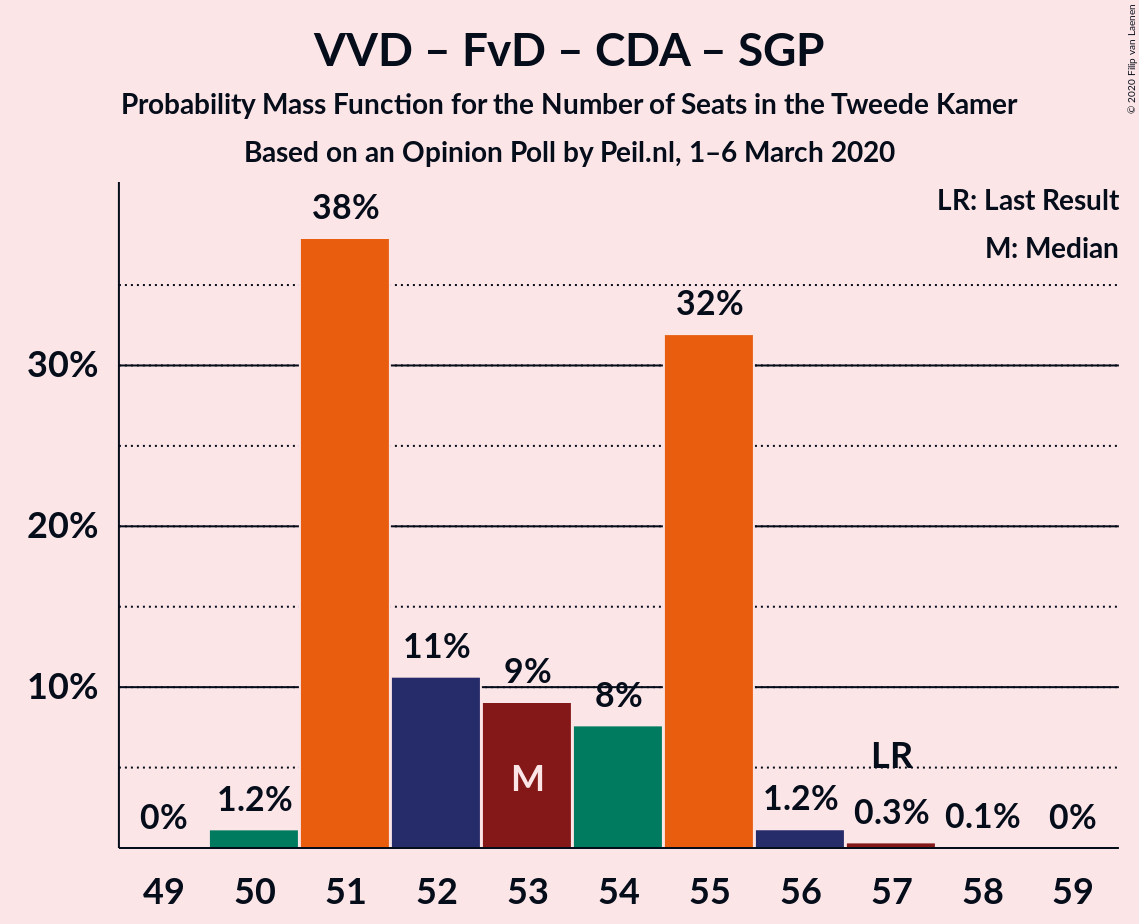 VVD – FvD – CDA – SGP
Probability Mass Function for the Number of Seats in the Tweede Kamer
Based on an Opinion Poll by Peil.nl, 1–6 March 2020
© 2020 Filip van Laenen
LR: Last Result
M: Median
38%
32%
30%
20%
11%
9%
8%
10%
M
LR
0%
1.2%
1.2%
0.3%
0.1%
0%
49 50 51 52 53 54 55 56 57 58 59